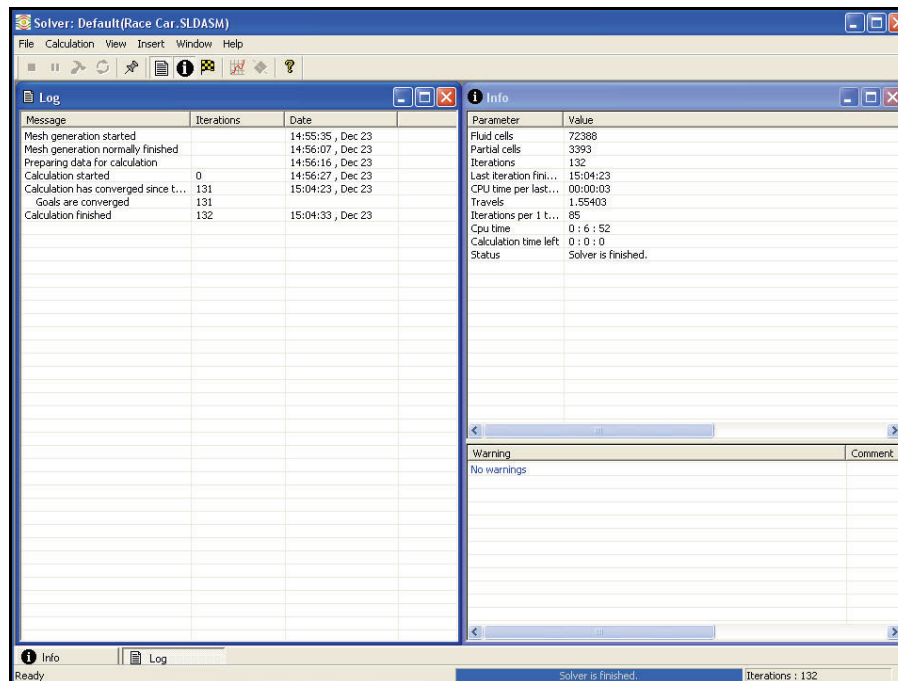 Solver: Default(Race Car.SLDASM)
File Calculation View Insert Window Help
Log
Message Iterations Date
Mesh generation started 14:55:35 , Dec 23
Mesh generation normally finished 14:56:07 , Dec 23
Preparing data for calculation 14:56:16 , Dec 23
Calculation started 0 14:56:27 , Dec 23
Calculation has converged since t... 131 15:04:23 , Dec 23
Goals are converged 131
Calculation finished 132 15:04:33 , Dec 23
Info
Parameter Value
Fluid cells 72388
Partial cells 3393
Iterations 132
Last iteration fini... 15:04:23
CPU time per last... 00:00:03
Travels 1.55403
Iterations per 1 t... 85
Cpu time 0 : 6 : 52
Calculation time left 0 : 0 : 0
Status Solver is finished.
Warning Comment
No warnings
Info Log
Ready Solver is finished. Iterations : 132